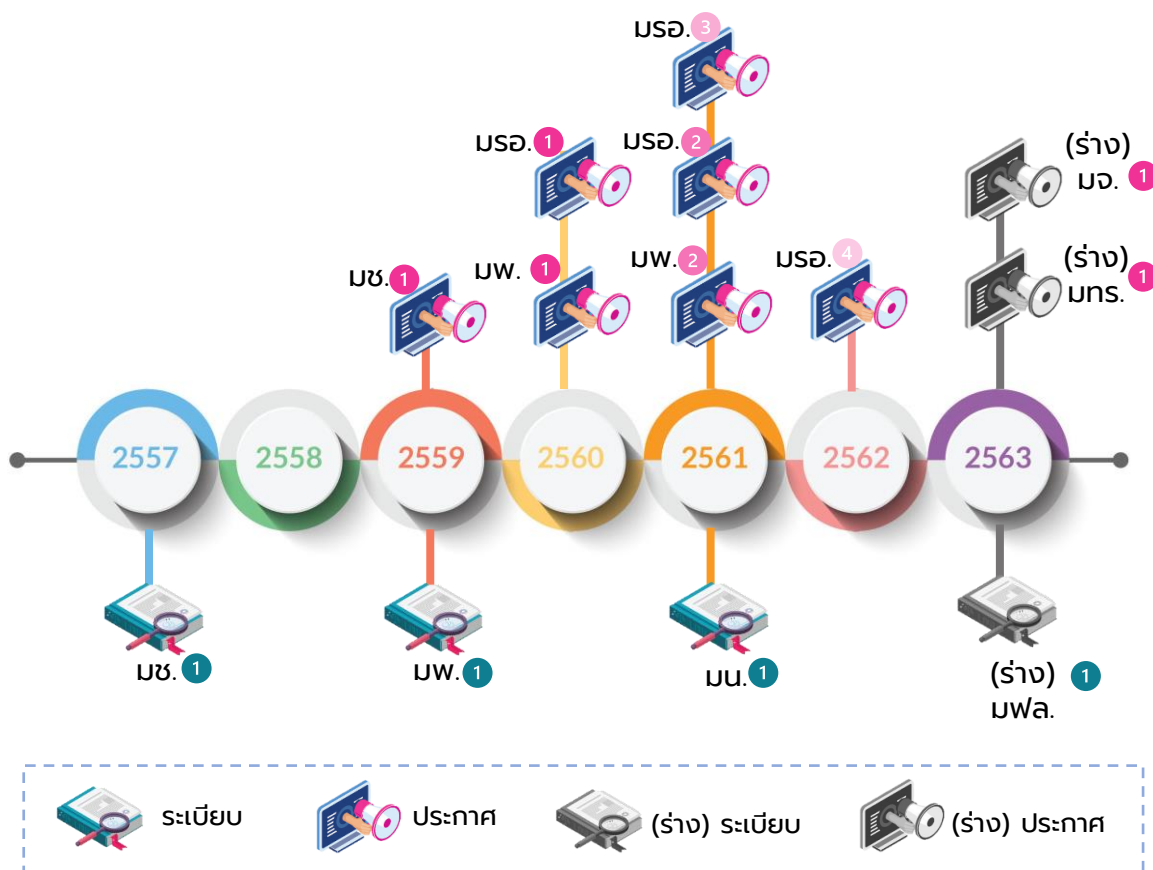 มรอ. 3
มรอ. 1
มรอ. 2
(ร่าง)
มจ. 1
มช. 1
มพ. 1
มพ. 2
มรอ. 4
(ร่าง)
มทร. 1
2557
2558
2559
2560
2561
2562
2563
มช. 1
มพ. 1
มน. 1
(ร่าง) 1
มฟล.
ระเบียบ
ประกาศ
(ร่าง) ระเบียบ
(ร่าง) ประกาศ